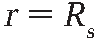 r = R_s